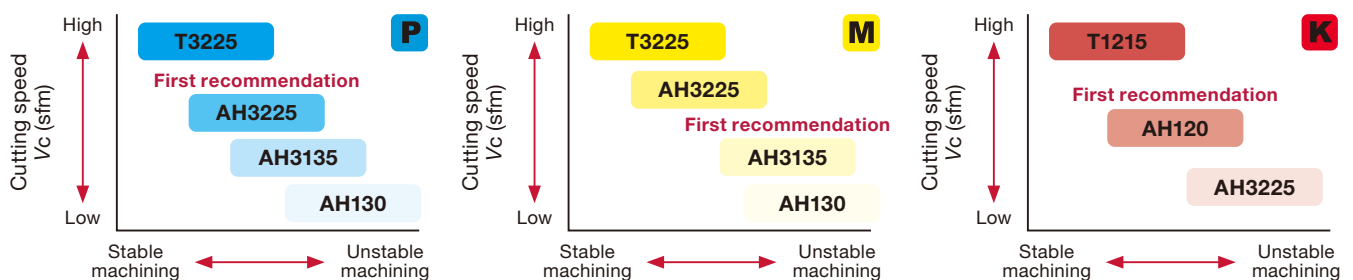 Cutting speed
Vc (sfm)
High
Low
P
T3225
First recommendation
AH3225
AH3135
AH130
Stable
machining
Unstable
machining
Cutting speed
Vc (sfm)
High
Low
M
T3225
AH3225
First recommendation
AH3135
AH130
Stable
machining
Unstable
machining
Cutting speed
Vc (sfm)
High
Low
K
T1215
First recommendation
AH120
AH3225
Stable
machining
Unstable
machining